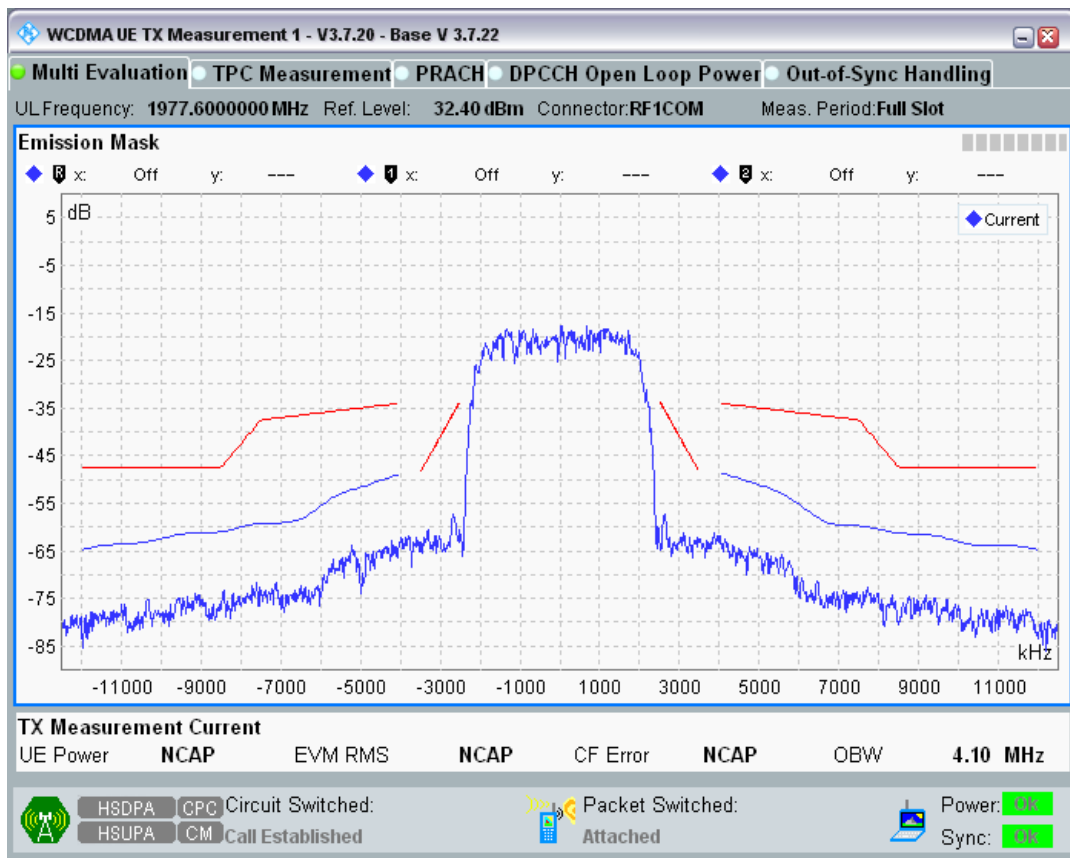 WCDMA UE TX Measurement 1 - V3.7.20 - Base V 3.7.22
Multi Evaluation TPC Measurement PRACH DPCCH Open Loop Power Out-of-Sync Handling
UL Frequency: 1977.6000000 MHz Ref. Level: 32.40 dBm Connector: RF1COM Meas. Period: Full Slot
Emission Mask
R x: Off y: --- 1 x: Off y: --- 2 x: Off y: ---
dB
Current
5
-5
-15
-25
-35
-45
-55
-65
-75
-85
kHz
-11000 -9000 -7000 -5000 -3000 -1000 1000 3000 5000 7000 9000 11000
TX Measurement Current
UE Power NCAP EVM RMS NCAP CF Error NCAP OBW 4.10 MHz
HSDPA CPC Circuit Switched: Packet Switched: Power: Ok
HSUPA CM Call Established Attached Sync: Ok